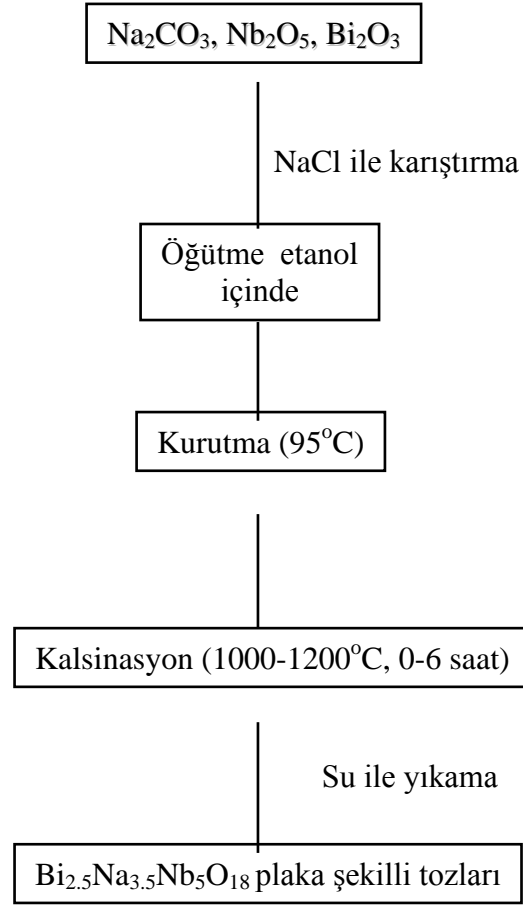 Na₂CO₃, Nb₂O₅, Bi₂O₃
NaCl ile karıştırma
Öğütme etanol
içinde
Kurutma (95°C)
Kalsinasyon (1000-1200°C, 0-6 saat)
Su ile yıkama
Bi₂.₅Na₃.₅Nb₅O₁₈ plaka şekilli tozları